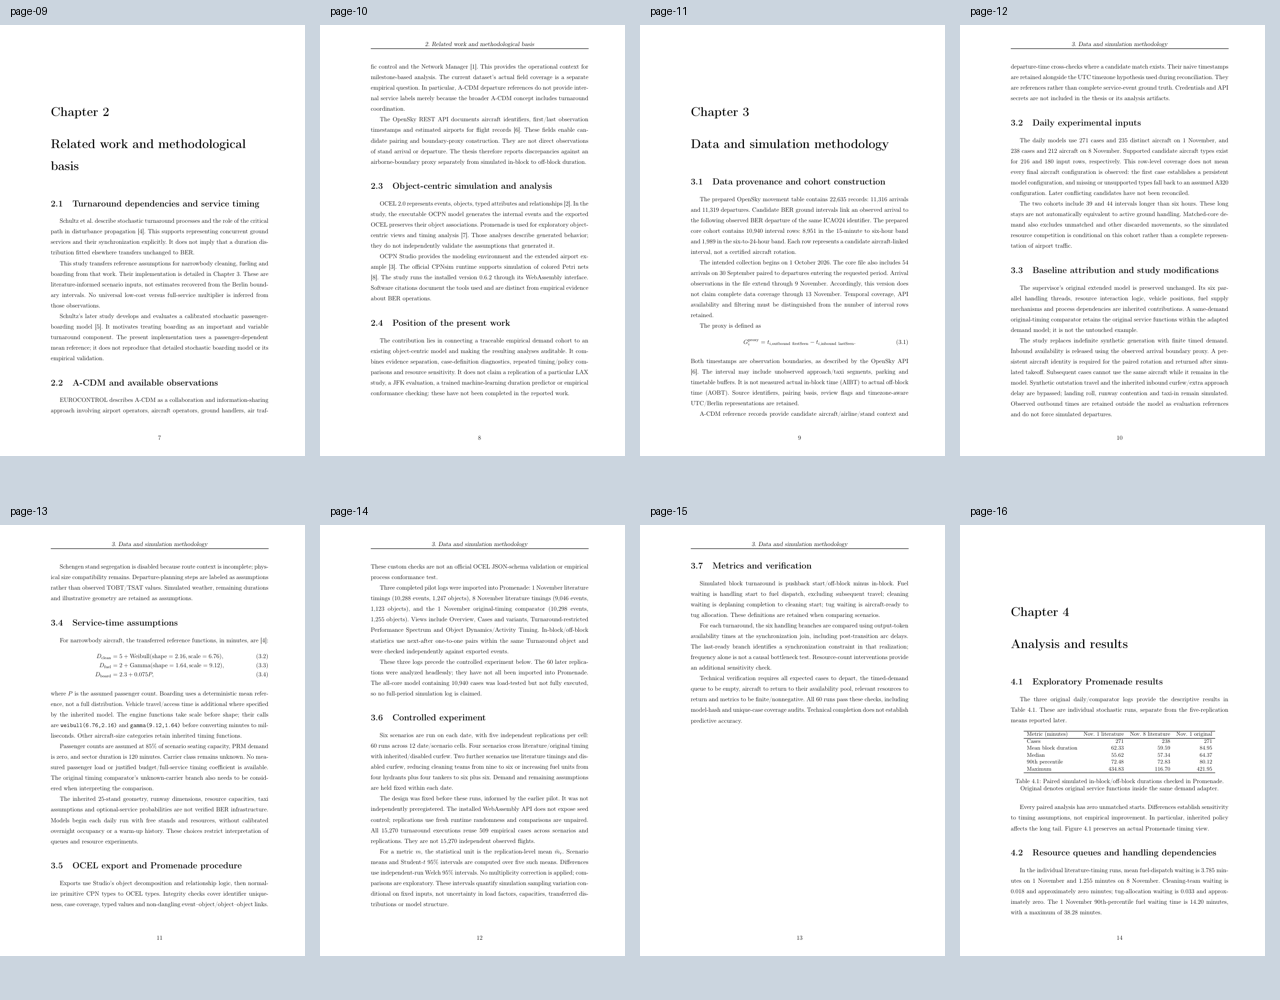 page-09
Chapter 2
Related work and methodological
basis
2.1 Turnaround dependencies and service timing
Schultz et al. describe stochastic turnaround processes and the role of the critical
path in disturbance propagation [4]. This supports representing concurrent ground
services and their synchronization explicitly. It does not imply that a duration dis-
tribution fitted elsewhere transfers unchanged to BER.
This study transfers reference assumptions for narrowbody cleaning, fueling and
boarding from that work. Their implementation is detailed in Chapter 3. These are
literature-informed scenario inputs, not estimates recovered from the Berlin bound-
ary intervals. No universal low-cost versus full-service multiplier is inferred from
those observations.
Schultz's later study develops and evaluates a calibrated stochastic passenger-
boarding model [5]. It motivates treating boarding as an important and variable
turnaround component. The present implementation uses a passenger-dependent
mean reference; it does not reproduce that detailed stochastic boarding model or its
empirical validation.
2.2 A-CDM and available observations
EUROCONTROL describes A-CDM as a collaboration and information-sharing
approach involving airport operators, aircraft operators, ground handlers, air traf-
7
page-10
2. Related work and methodological basis
fic control and the Network Manager [1]. This provides the operational context for
milestone-based analysis. The current dataset's actual field coverage is a separate
empirical question. In particular, A-CDM departure references do not provide inter-
nal service labels merely because the broader A-CDM concept includes turnaround
coordination.
The OpenSky REST API documents aircraft identifiers, first/last observation
timestamps and estimated airports for flight records [6]. These fields enable can-
didate pairing and boundary-proxy construction. They are not direct observations
of stand arrival or departure. The thesis therefore reports discrepancies against an
airborne-boundary proxy separately from simulated in-block to off-block duration.
2.3 Object-centric simulation and analysis
OCEL 2.0 represents events, objects, typed attributes and relationships [2]. In the
study, the executable OCPN model generates the internal events and the exported
OCEL preserves their object associations. Promenade is used for exploratory object-
centric views and timing analysis [7]. Those analyses describe generated behavior;
they do not independently validate the assumptions that generated it.
OCPN Studio provides the modeling environment and the extended airport ex-
ample [3]. The official CPNsim runtime supports simulation of colored Petri nets
[8]. The study runs the installed version 0.6.2 through its WebAssembly interface.
Software citations document the tools used and are distinct from empirical evidence
about BER operations.
2.4 Position of the present work
The contribution lies in connecting a traceable empirical demand cohort to an
existing object-centric model and making the resulting analyses auditable. It com-
bines evidence separation, case-definition diagnostics, repeated timing/policy com-
parisons and resource sensitivity. It does not claim a replication of a particular LAX
study, a JFK evaluation, a trained machine-learning duration predictor or empirical
conformance checking: these have not been completed in the reported work.
8
page-11
Chapter 3
Data and simulation methodology
3.1 Data provenance and cohort construction
The prepared OpenSky movement table contains 22,635 records: 11,316 arrivals
and 11,319 departures. Candidate BER ground intervals link an observed arrival to
the following observed BER departure of the same ICAO24 identifier. The prepared
core cohort contains 10,940 interval rows: 8,951 in the 15-minute to six-hour band
and 1,989 in the six-to-24-hour band. Each row represents a candidate aircraft-linked
interval, not a certified aircraft rotation.
The intended collection begins on 1 October 2026. The core file also includes 54
arrivals on 30 September paired to departures entering the requested period. Arrival
observations in the file extend through 9 November. Accordingly, this version does
not claim complete data coverage through 13 November. Temporal coverage, API
availability and filtering must be distinguished from the number of interval rows
retained.
The proxy is defined as
(3.1)
Both timestamps are observation boundaries, as described by the OpenSky API
[6]. The interval may include unobserved approach/taxi segments, parking and
timetable buffers. It is not measured actual in-block time (AIBT) to actual off-block
time (AOBT). Source identifiers, pairing basis, review flags and timezone-aware
UTC/Berlin representations are retained.
A-CDM reference records provide candidate aircraft/airline/stand context and
9
page-12
3. Data and simulation methodology
departure-time cross-checks where a candidate match exists. Their naive timestamps
are retained alongside the UTC timezone hypothesis used during reconciliation. They
are references rather than complete service-event ground truth. Credentials and API
secrets are not included in the thesis or its analysis artifacts.
3.2 Daily experimental inputs
The daily models use 271 cases and 235 distinct aircraft on 1 November, and
238 cases and 212 aircraft on 8 November. Supported candidate aircraft types exist
for 216 and 180 input rows, respectively. This row-level coverage does not mean
every final aircraft configuration is observed; the first case establishes a persistent
model configuration, and missing or unsupported types fall back to an assumed A320
configuration. Later conflicting candidates have not been reconciled.
The two cohorts include 39 and 44 intervals longer than six hours. These long
stays are not automatically equivalent to active ground handling. Matched-core de-
mand also excludes unmatched and other discarded movements, so the simulated
resource competition is conditional on this cohort rather than a complete represen-
tation of airport traffic.
3.3 Baseline attribution and study modifications
The supervisor's original extended model is preserved unchanged. Its six par-
allel handling threads, resource interaction logic, vehicle positions, fuel supply
mechanisms and process dependencies are inherited contributions. A same-demand
original-timing comparator retains the original service functions within the adapted
demand model; it is not the untouched example.
The study replaces indefinite synthetic generation with finite timed demand.
Inbound availability is released using the observed arrival boundary proxy. A per-
sistent aircraft identity is required for the paired rotation and returned after simu-
lated takeoff. Subsequent cases cannot use the same aircraft while it remains in the
model. Synthetic outstation travel and the inherited inbound curfew/extra approach
delay are bypassed; landing roll, runway contention and taxi-in remain simulated.
Observed outbound times are retained outside the model as evaluation references
and do not force simulated departures.
10
page-13
3. Data and simulation methodology
Schengen stand segregation is disabled because route context is incomplete; phys-
ical size compatibility remains. Departure-planning steps are labeled as assumptions
rather than observed TOBT/TSAT values. Simulated weather, remaining durations
and illustrative geometry are retained as assumptions.
3.4 Service-time assumptions
For narrowbody aircraft, the transferred reference functions, in minutes, are [4]:
D_clean = 5 + Weibull(shape = 2.16, scale = 6.76), (3.2)
D_fuel = 2 + Gamma(shape = 1.64, scale = 9.12), (3.3)
D_board = 2.3 + 0.075P, (3.4)
where P is the assumed passenger count. Boarding uses a deterministic mean refer-
ence, not a full distribution. Vehicle travel/access time is additional where specified
by the inherited model. The engine functions take scale before shape; their calls
are weibull(6.76,2.16) and gamma(9.12,1.64) before converting minutes to mil-
liseconds. Other aircraft-size categories retain inherited timing functions.
Passenger counts are assumed at 85% of scenario seating capacity, PRM demand
is zero, and sector duration is 120 minutes. Carrier class remains unknown. No mea-
sured passenger load or justified budget/full-service timing coefficient is available.
The original timing comparator's unknown-carrier branch also needs to be consid-
ered when interpreting the comparison.
The inherited 25-stand geometry, runway dimensions, resource capacities, taxi
assumptions and optional-service probabilities are not verified BER infrastructure.
Models begin each daily run with free stands and resources, without calibrated
overnight occupancy or a warm-up history. These choices restrict interpretation of
queues and resource experiments.
3.5 OCEL export and Promenade procedure
Exports use Studio's object decomposition and relationship logic, then normal-
ise primitive CPN types to OCEL types. Integrity checks cover identifier unique-
ness, case coverage, typed values and non-dangling event-object/object-object links.
11
page-14
3. Data and simulation methodology
These custom checks are not an official OCEL JSON-schema validation or empirical
process conformance test.
Three completed pilot logs were imported into Promenade: 1 November literature
timings (10,288 events, 1,247 objects), 8 November literature timings (9,046 events,
1,123 objects), and the 1 November original-timing comparator (10,298 events,
1,255 objects). Views include Overview, Cases and variants, Turnaround-restricted
Performance Spectrum and Object Dynamics/Activity Timing. In-block/off-block
statistics use next-after one-to-one pairs within the same Turnaround object and
were checked independently against exported events.
These three logs precede the controlled experiment below. The 60 later replica-
tions were analyzed headlessly; they have not all been imported into Promenade.
The all-core model containing 10,940 cases was load-tested but not fully executed,
so no full-period simulation log is claimed.
3.6 Controlled experiment
Six scenarios are run on each date, with five independent replications per cell:
60 runs across 12 date/scenario cells. Four scenarios cross literature/original timing
with inherited/disabled curfew. Two further scenarios use literature timings and dis-
abled curfew, reducing cleaning teams from nine to six or increasing fuel units from
four hydrants plus four tankers to six plus six. Demand and remaining assumptions
are held fixed within each date.
The design was fixed before these runs, informed by the earlier pilot. It was not
independently preregistered. The installed WebAssembly API does not expose seed
control; replications use fresh runtime randomness and comparisons are unpaired.
All 15,270 turnaround executions reuse 509 empirical cases across scenarios and
replications. They are not 15,270 independent observed flights.
For a metric m, the statistical unit is the replication-level mean m̄ᵣ. Scenario
means and Student-t 95% intervals are computed over five such means. Differences
use independent-run Welch 95% intervals. No multiplicity correction is applied; com-
parisons are exploratory. These intervals quantify simulation sampling variation con-
ditional on fixed inputs, not uncertainty in load factors, capacities, transferred dis-
tributions or model structure.
12
page-15
3. Data and simulation methodology
3.7 Metrics and verification
Simulated block turnaround is pushback start/off-block minus in-block. Fuel
waiting is handling start to fuel dispatch, excluding subsequent travel; cleaning
waiting is deplaning completion to cleaning start; tug waiting is aircraft-ready to
tug allocation. These definitions are retained when comparing scenarios.
For each turnaround, the six handling branches are compared using output-token
availability times at the synchronization join, including post-transition arc delays.
The last-ready branch identifies a synchronization constraint in that realization;
frequency alone is not a causal bottleneck test. Resource-count interventions provide
an additional sensitivity check.
Technical verification requires all expected cases to depart, the timed-demand
queue to be empty, aircraft to return to their availability pool, relevant resources to
return and metrics to be finite/nonnegative. All 60 runs pass these checks, including
model-hash and unique-case coverage audits. Technical completion does not establish
predictive accuracy.
13
page-16
Chapter 4
Analysis and results
4.1 Exploratory Promenade results
The three original daily/comparator logs provide the descriptive results in
Table 4.1. These are individual stochastic runs, separate from the five-replication
means reported later.
Metric (minutes) Nov. 1 literature Nov. 8 literature Nov. 1 original
Cases 271 238 271
Mean block duration 62.33 59.59 84.95
Median 55.62 57.34 64.37
90th percentile 72.48 72.83 80.12
Maximum 434.83 116.70 421.95
Table 4.1: Paired simulated in-block/off-block durations checked in Promenade.
Original denotes original service functions inside the same demand adapter.
Every paired analysis has zero unmatched starts. Differences establish sensitivity
to timing assumptions, not empirical improvement. In particular, inherited policy
affects the long tail. Figure 4.1 preserves an actual Promenade timing view.
4.2 Resource queues and handling dependencies
In the individual literature-timing runs, mean fuel-dispatch waiting is 3.785 min-
utes on 1 November and 1.255 minutes on 8 November. Cleaning-team waiting is
0.018 and approximately zero minutes; tug-allocation waiting is 0.033 and approx-
imately zero. The 1 November 90th-percentile fuel waiting time is 14.20 minutes,
with a maximum of 38.29 minutes.
14